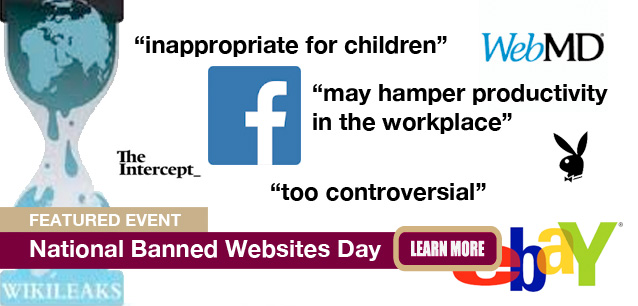 “inappropriate for children”
WebMD®
f
“may hamper productivity
in the workplace”
The
Intercept_
“too controversial”
FEATURED EVENT
National Banned Websites Day
LEARN MORE
ebaY®
WIKILEAKS